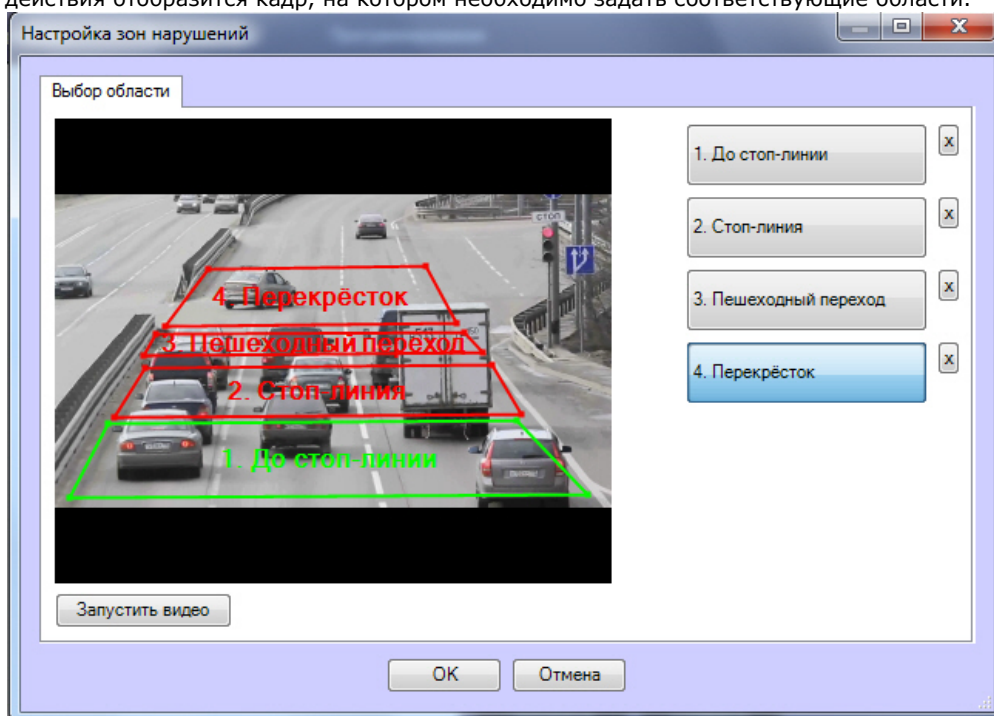 действия отобразится кадр, на котором необходимо задать соответствующие области.
Настройка зон нарушений
Выбор области
1. До стоп-линии
x
2. Стоп-линия
x
3. Пешеходный переход
x
4. Перекрёсток
x
СТОП
4. Перекрёсток
3. Пешеходный переход
2. Стоп-линия
1. До стоп-линии
Запустить видео
OK
Отмена